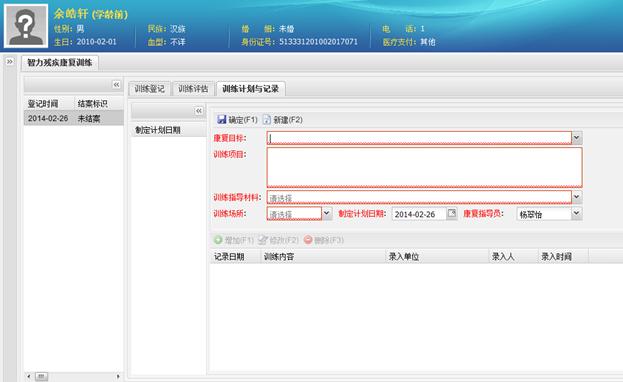 余皓轩 (学龄前)
性别: 男 民族: 汉族 婚 姻: 未婚 电 话: 1
生日: 2010-02-01 血型: 不详 身份证号: 513331201002017071 医疗支付: 其他
智力残疾康复训练
训练登记 训练评估 训练计划与记录
登记时间 结案标识
2014-02-26 未结案
制定计划日期
确定(F1) 新建(F2)
康复目标:
训练项目:
训练指导材料: 请选择
训练场所: 请选择 制定计划日期: 2014-02-26 康复指导员: 杨翠怡
增加(F1) 修改(F2) 删除(F3)
记录日期 训练内容 录入单位 录入人 录入时间